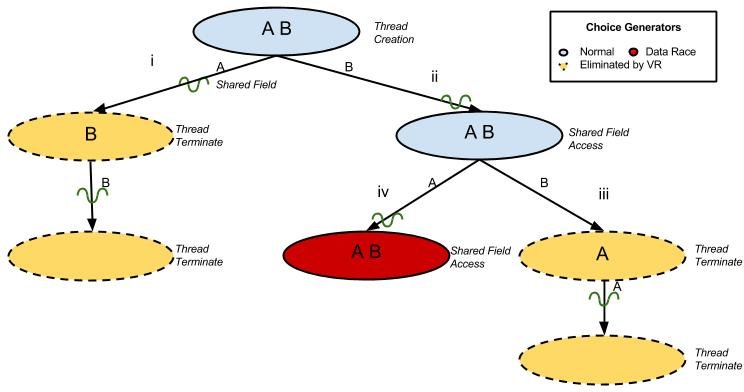 A B
Thread
Creation
Choice Generators
Normal
Data Race
Eliminated by VR
i
A
Shared Field
B
ii
B
Thread
Terminate
A B
Shared Field
Access
B
iv
A
B
iii
Thread
Terminate
A B
Shared Field
Access
A
Thread
Terminate
A
Thread
Terminate